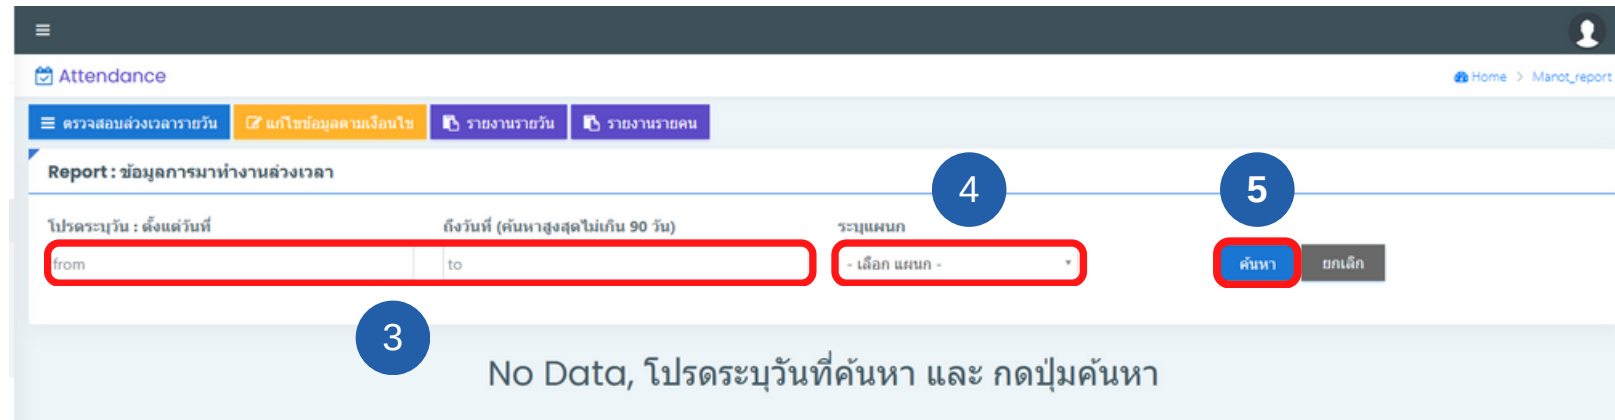 Attendance
Home > Manot_report
ตรวจสอบล่วงเวลารายวัน แก้ไขข้อมูลตามเงื่อนไข รายงานรายวัน รายงานรายคน
Report : ข้อมูลการมาทำงานล่วงเวลา
4
5
โปรดระบุวัน : ตั้งแต่วันที่ ถึงวันที่ (ค้นหาสูงสุดไม่เกิน 90 วัน) ระบุแผนก
from to - เลือก แผนก - ค้นหา ยกเลิก
3
No Data, โปรดระบุวันที่ค้นหา และ กดปุ่มค้นหา